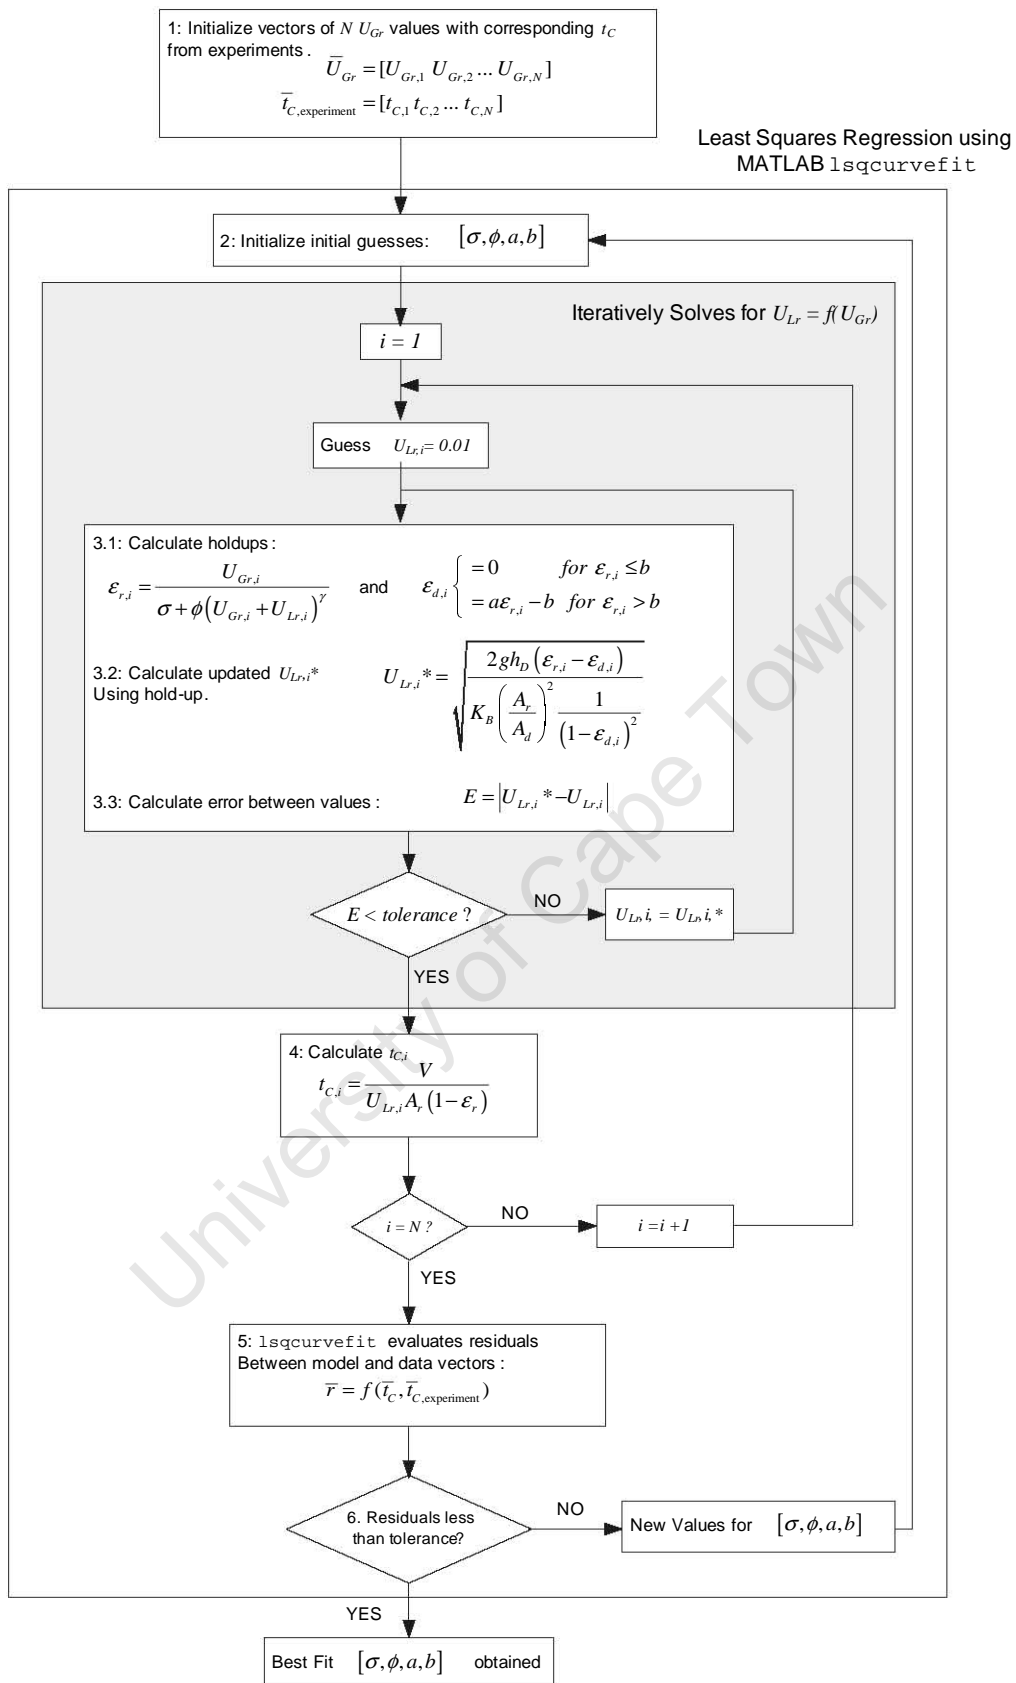 1: Initialize vectors of N U_Gr values with corresponding t_C
from experiments .
U̅_Gr = [U_Gr,1 U_Gr,2 ... U_Gr,N]
t̅_C,experiment = [t_C,1 t_C,2 ... t_C,N]
Least Squares Regression using
MATLAB lsqcurvefit
2: Initialize initial guesses: [σ,ϕ,a,b]
Iteratively Solves for U_Lr = f(U_Gr)
i = 1
Guess U_Lr,i = 0.01
3.1: Calculate holdups :
ε_r,i = U_Gr,i / (σ + ϕ(U_Gr,i + U_Lr,i)^γ) and ε_d,i { = 0 for ε_r,i ≤ b
= aε_r,i − b for ε_r,i > b
3.2: Calculate updated U_Lr,i*
Using hold-up.
U_Lr,i* = √(2gh_D (ε_r,i − ε_d,i) / (K_B (A_r / A_d)^2 1 / (1 − ε_d,i)^2))
3.3: Calculate error between values : E = |U_Lr,i* − U_Lr,i|
E < tolerance ?
NO
U_Lr,i, = U_Lr,i,*
YES
4: Calculate t_C,i
t_C,i = V / (U_Lr,i A_r (1 − ε_r))
i = N ?
NO
i = i + 1
YES
5: lsqcurvefit evaluates residuals
Between model and data vectors :
r̅ = f(t̅_C, t̅_C,experiment)
6. Residuals less
than tolerance?
NO
New Values for [σ,ϕ,a,b]
YES
Best Fit [σ,ϕ,a,b] obtained
University of Cape Town